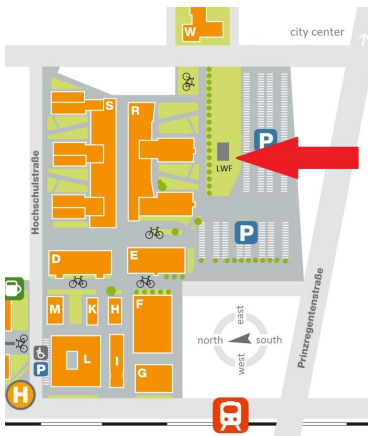 W
city center
S
R
P
LWF
Hochschulstraße
P
D
E
M
K
H
F
east
north south
west
Prinzregentenstraße
L
I
P
G
H